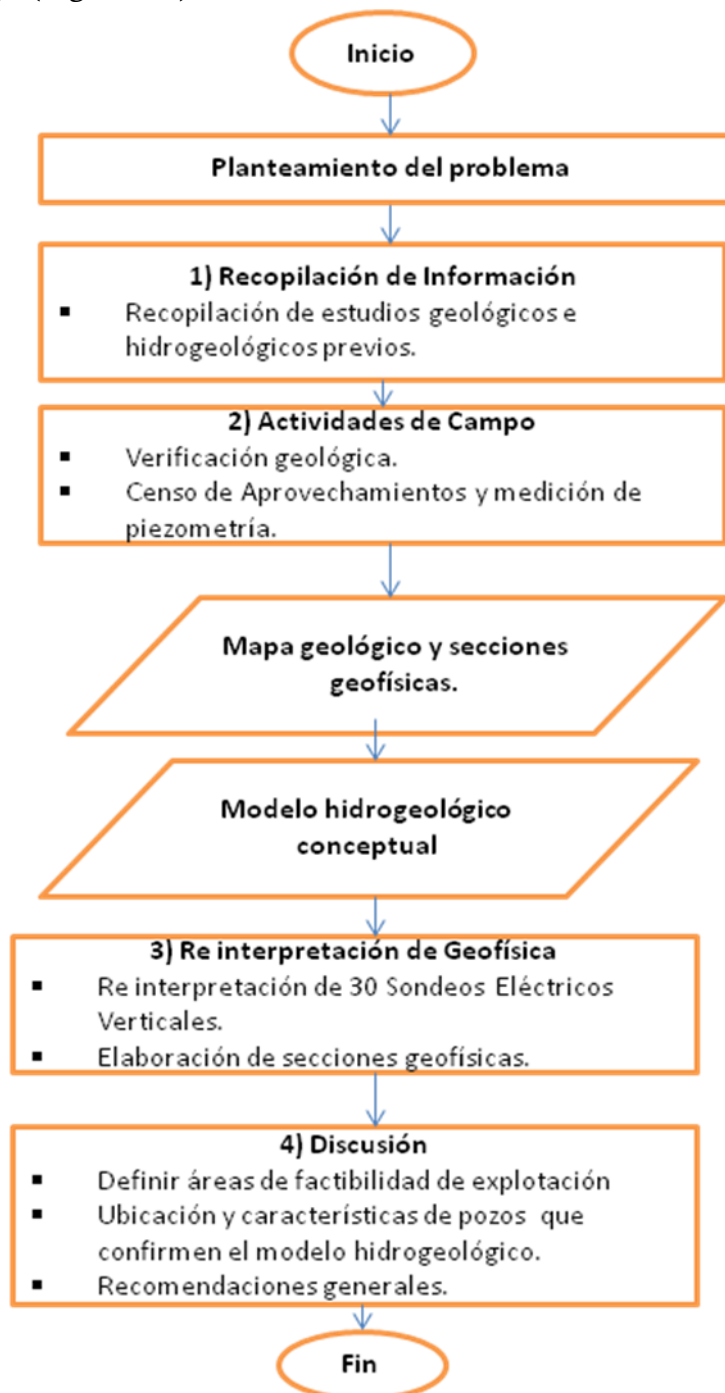 Inicio
Planteamiento del problema
1) Recopilación de Información
▪ Recopilación de estudios geológicos e
hidrogeológicos previos.
2) Actividades de Campo
▪ Verificación geológica.
▪ Censo de Aprovechamientos y medición de
piezometría.
Mapa geológico y secciones
geofísicas.
Modelo hidrogeológico
conceptual
3) Re interpretación de Geofísica
▪ Re interpretación de 30 Sondeos Eléctricos
Verticales.
▪ Elaboración de secciones geofísicas.
4) Discusión
▪ Definir áreas de factibilidad de explotación
▪ Ubicación y características de pozos que
confirmen el modelo hidrogeológico.
▪ Recomendaciones generales.
Fin